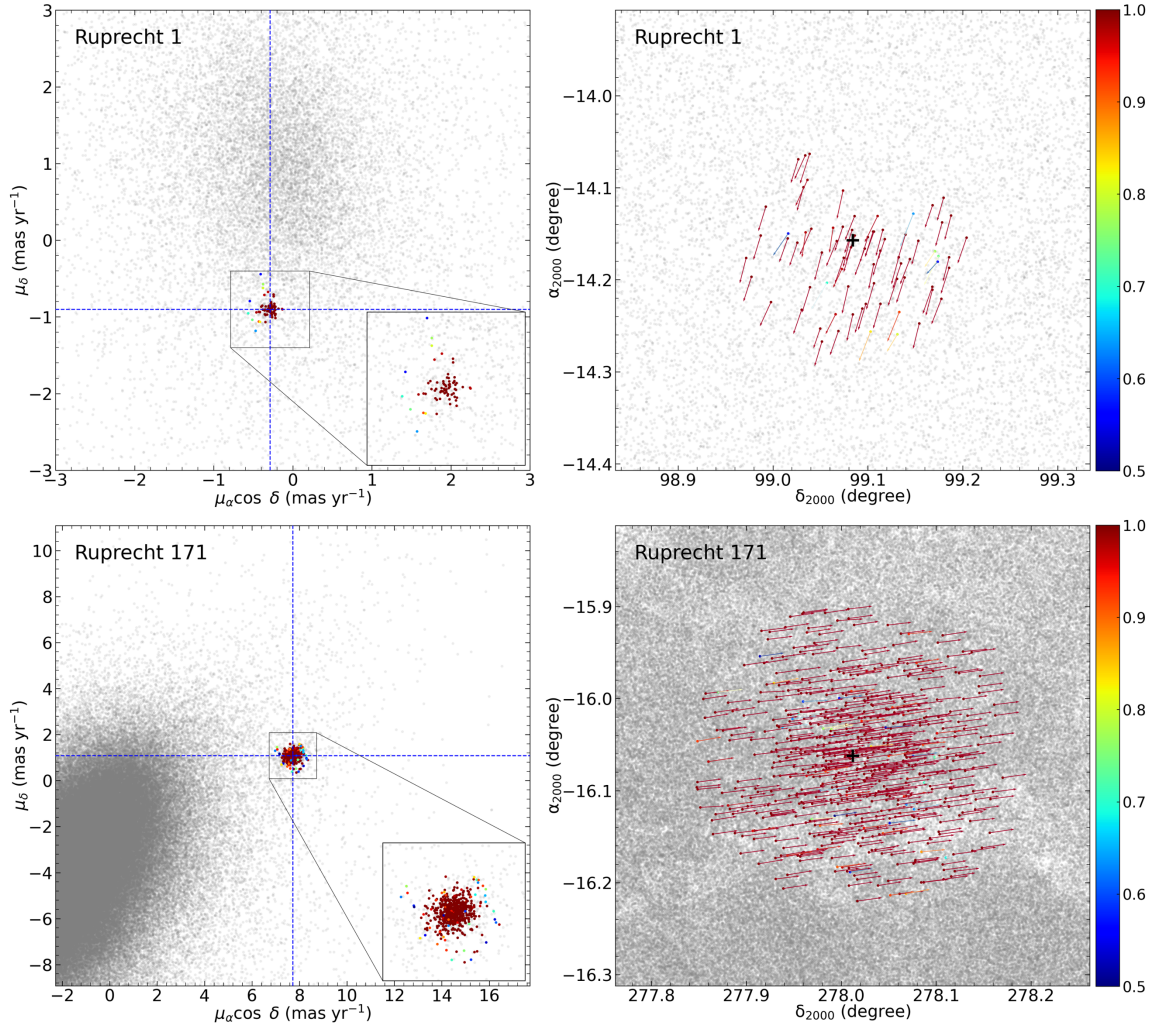 Ruprecht 1
3
2
1
0
−1
−2
−3
μδ (mas yr⁻¹)
−3 −2 −1 0 1 2 3
μαcos δ (mas yr⁻¹)
Ruprecht 1
−14.0
−14.1
−14.2
−14.3
−14.4
α2000 (degree)
98.9 99.0 99.1 99.2 99.3
δ2000 (degree)
1.0
0.9
0.8
0.7
0.6
0.5
Ruprecht 171
10
8
6
4
2
0
−2
−4
−6
−8
μδ (mas yr⁻¹)
−2 0 2 4 6 8 10 12 14 16
μαcos δ (mas yr⁻¹)
Ruprecht 171
−15.9
−16.0
−16.1
−16.2
−16.3
α2000 (degree)
277.8 277.9 278.0 278.1 278.2
δ2000 (degree)
1.0
0.9
0.8
0.7
0.6
0.5